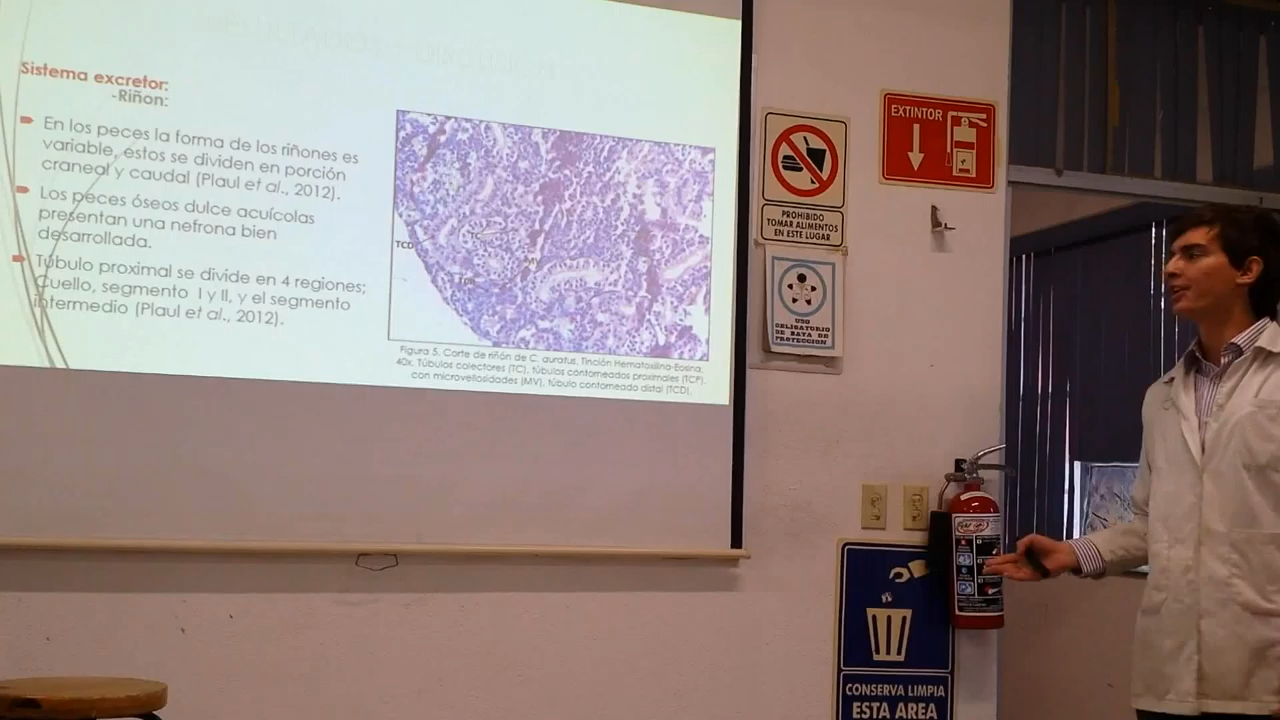 Sistema excretor:
-Riñon:
En los peces la forma de los riñones es
variable, estos se dividen en porción
craneal y caudal (Plaul et al., 2012).
Los peces óseos dulce acuícolas
presentan una nefrona bien
desarrollada.
Túbulo proximal se divide en 4 regiones;
Cuello, segmento I y II, y el segmento
intermedio (Plaul et al., 2012).
TCD
TC
MV
TCP
Figura 5. Corte de riñón de C. auratus. Tinción Hematoxilina-Eosina,
40x. Túbulos colectores (TC), túbulos contorneados proximales (TCP),
con microvellosidades (MV), túbulo contorneado distal (TCD).
PROHIBIDO
TOMAR ALIMENTOS
EN ESTE LUGAR
USO
OBLIGATORIO
DE BATA DE
PROTECCION
EXTINTOR
CONSERVA LIMPIA
ESTA AREA